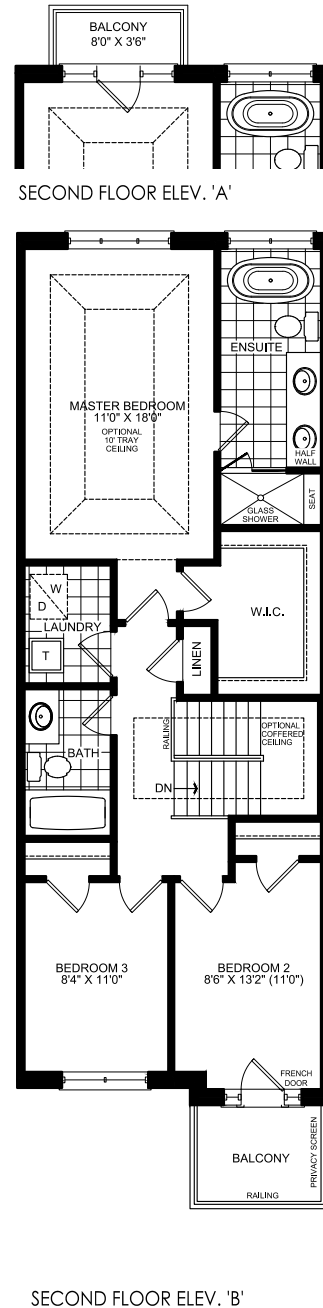 BALCONY
8'0" X 3'6"
SECOND FLOOR ELEV. 'A'
ENSUITE
MASTER BEDROOM
11'0" X 18'0"
OPTIONAL
10' TRAY
CEILING
HALF
WALL
GLASS
SHOWER
SEAT
W
D
LAUNDRY
T
W.I.C.
LINEN
BATH
RAILING
OPTIONAL
COFFERED
CEILING
DN
BEDROOM 3
8'4" X 11'0"
BEDROOM 2
8'6" X 13'2" (11'0")
FRENCH
DOOR
BALCONY
PRIVACY SCREEN
RAILING
SECOND FLOOR ELEV. 'B'